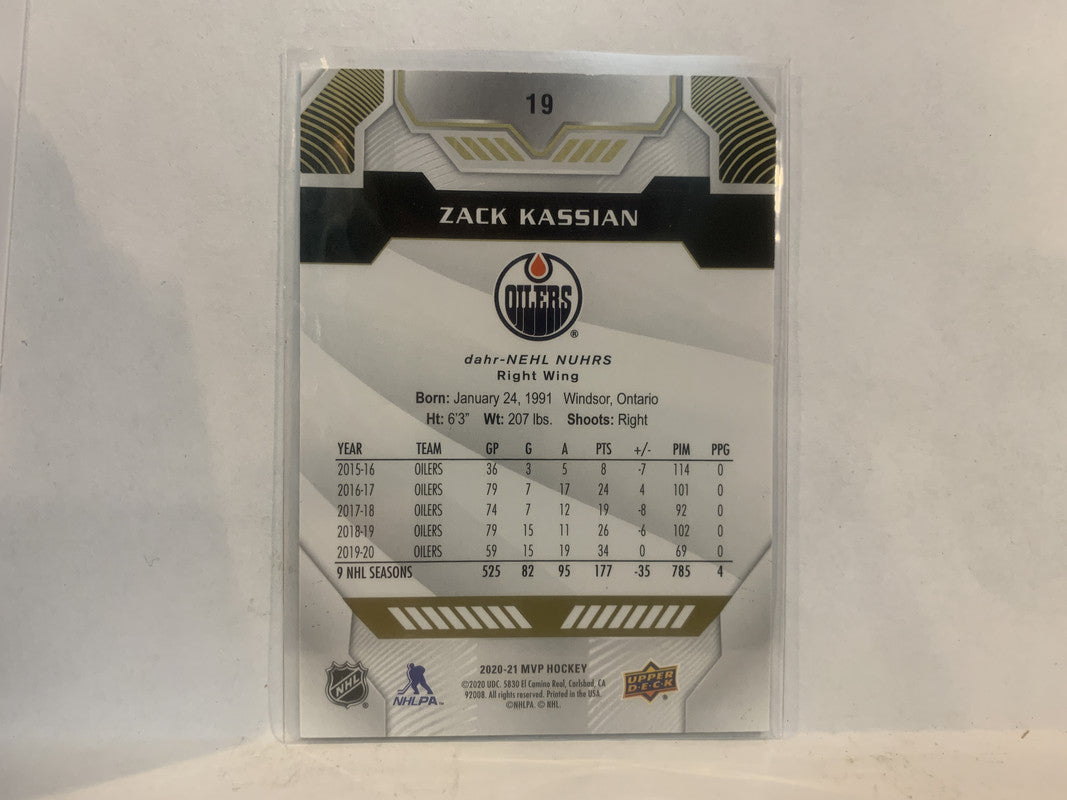 19
ZACK KASSIAN
OILERS
®
dahr-NEHL NUHRS
Right Wing
Born: January 24, 1991 Windsor, Ontario
Ht: 6'3" Wt: 207 lbs. Shoots: Right
YEAR TEAM GP G A PTS +/- PIM PPG
2015-16 OILERS 36 3 5 8 -7 114 0
2016-17 OILERS 79 7 17 24 4 101 0
2017-18 OILERS 74 7 12 19 -8 92 0
2018-19 OILERS 79 15 11 26 -6 102 0
2019-20 OILERS 59 15 19 34 0 69 0
9 NHL SEASONS 525 82 95 177 -35 785 4
2020-21 MVP HOCKEY
©2020 UDC. 5830 El Camino Real, Carlsbad, CA
92008. All rights reserved. Printed in the USA.
©NHLPA. © NHL.
NHL ®
NHLPA™
UPPER DECK ®